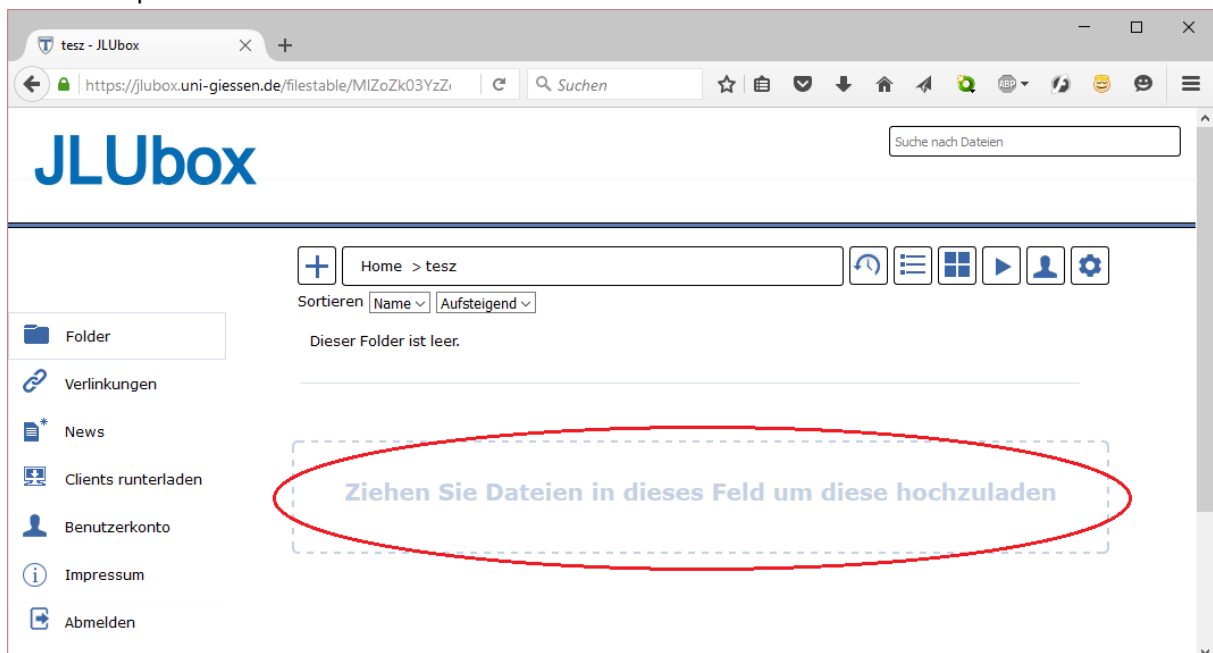 tesz - JLUbox
https://jlubox.uni-giessen.de/filestable/MlZoZk03YzZ
Suchen
ABP
JLUbox
Suche nach Dateien
Home > tesz
Sortieren Name Aufsteigend
Folder
Dieser Folder ist leer.
Verlinkungen
News
Clients runterladen
Ziehen Sie Dateien in dieses Feld um diese hochzuladen
Benutzerkonto
Impressum
Abmelden